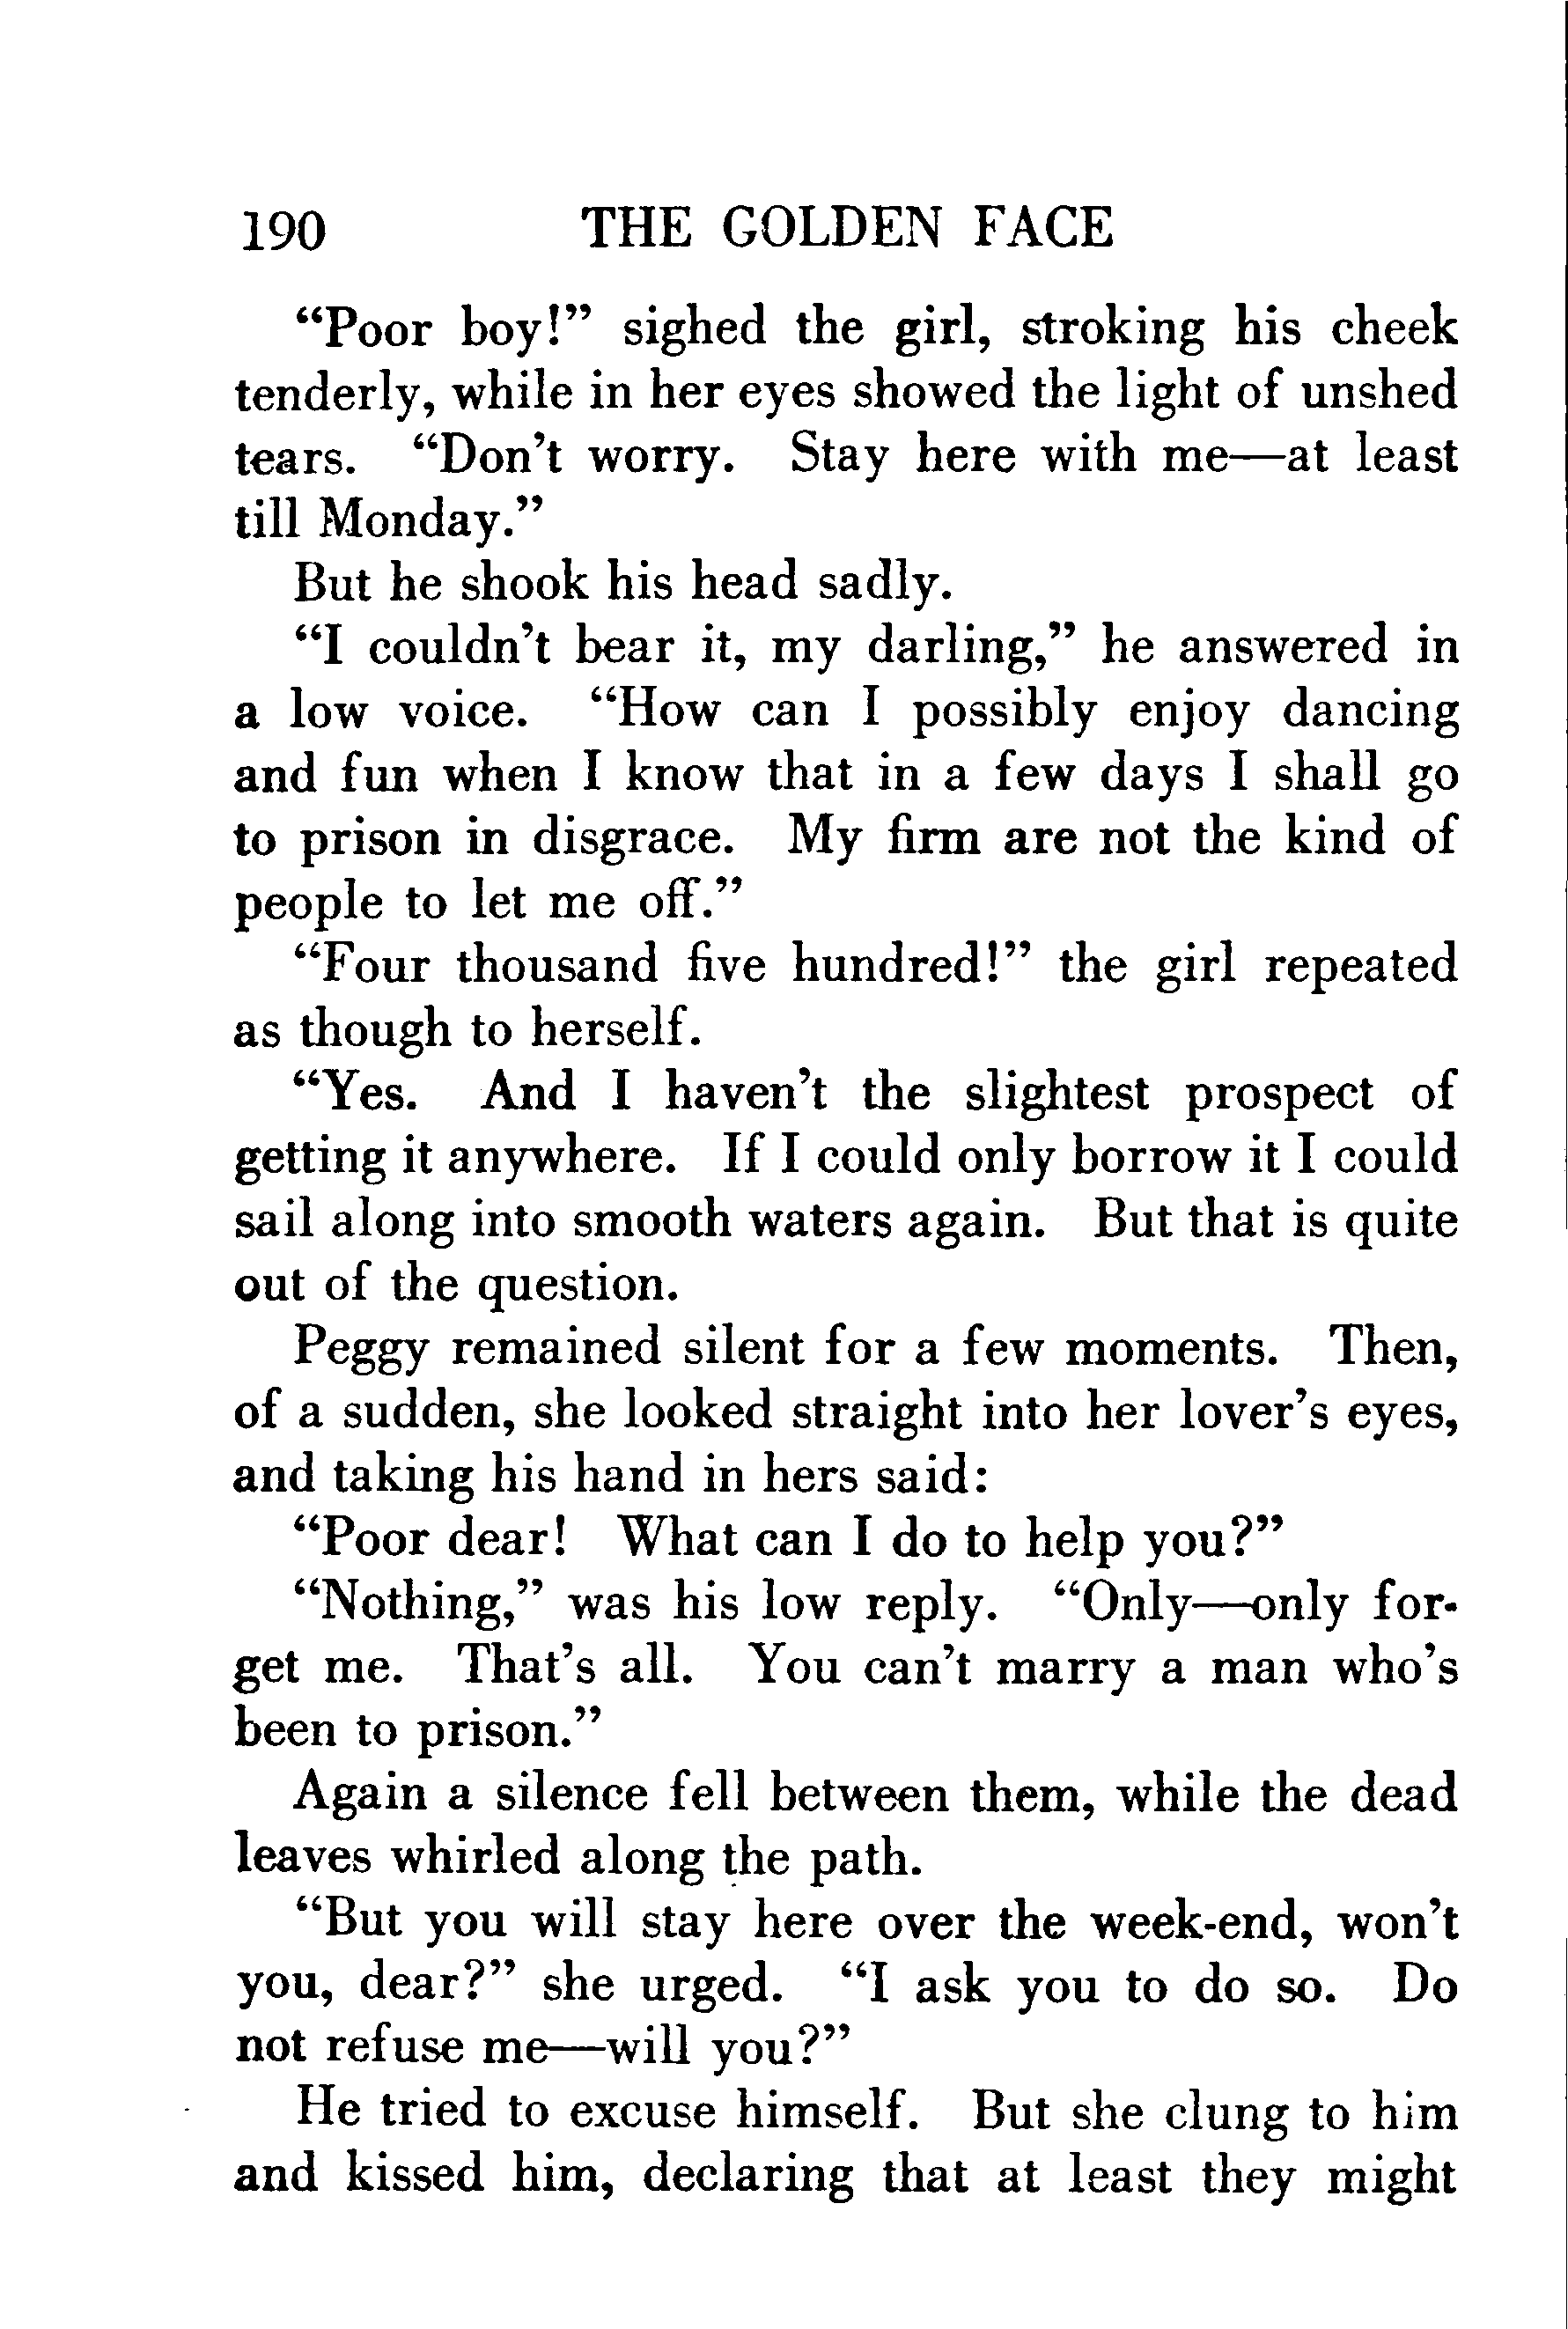 190 THE GOLDEN FACE
“Poor boy!” sighed the girl, stroking his cheek
tenderly, while in her eyes showed the light of unshed
tears. “Don’t worry. Stay here with me—at least
till Monday.”
But he shook his head sadly.
“I couldn’t bear it, my darling,” he answered in
a low voice. “How can I possibly enjoy dancing
and fun when I know that in a few days I shall go
to prison in disgrace. My firm are not the kind of
people to let me off.”
“Four thousand five hundred!” the girl repeated
as though to herself.
“Yes. And I haven’t the slightest prospect of
getting it anywhere. If I could only borrow it I could
sail along into smooth waters again. But that is quite
out of the question.
Peggy remained silent for a few moments. Then,
of a sudden, she looked straight into her lover’s eyes,
and taking his hand in hers said:
“Poor dear! What can I do to help you?”
“Nothing,” was his low reply. “Only—only for-
get me. That’s all. You can’t marry a man who’s
been to prison.”
Again a silence fell between them, while the dead
leaves whirled along the path.
“But you will stay here over the week-end, won’t
you, dear?” she urged. “I ask you to do so. Do
not refuse me—will you?”
He tried to excuse himself. But she clung to him
and kissed him, declaring that at least they might